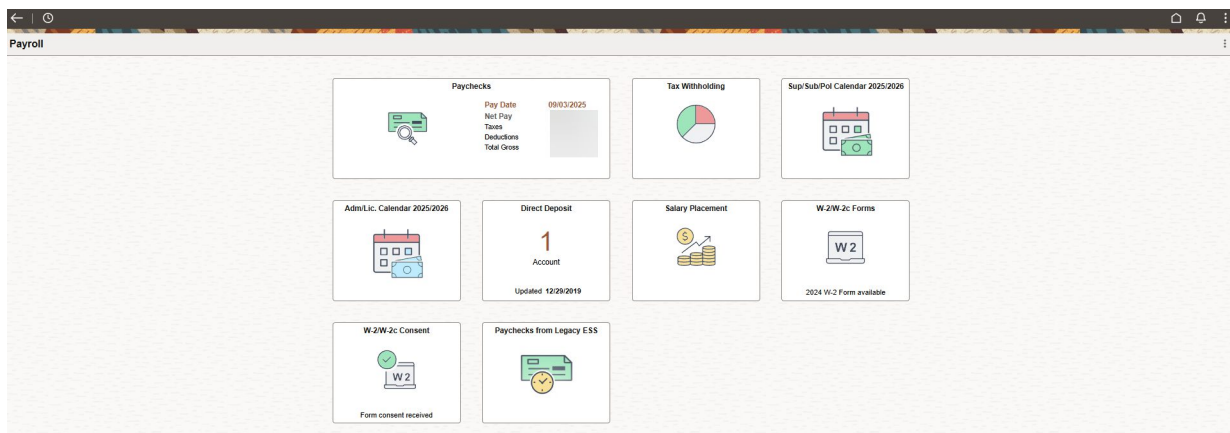 Payroll
Paychecks
Pay Date 09/03/2025
Net Pay
Taxes
Deductions
Total Gross
Tax Withholding
Sup/Sub/Pol Calendar 2025/2026
Adm/Lic. Calendar 2025/2026
Direct Deposit
1
Account
Updated 12/29/2019
Salary Placement
$
W-2/W-2c Forms
W 2
2024 W-2 Form available
W-2/W-2c Consent
W 2
Form consent received
Paychecks from Legacy ESS